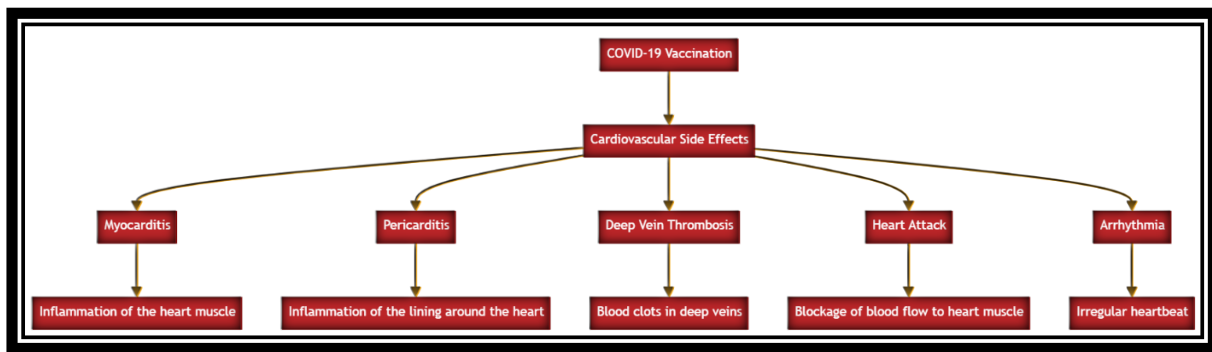 COVID-19 Vaccination
Cardiovascular Side Effects
Myocarditis
Pericarditis
Deep Vein Thrombosis
Heart Attack
Arrhythmia
Inflammation of the heart muscle
Inflammation of the lining around the heart
Blood clots in deep veins
Blockage of blood flow to heart muscle
Irregular heartbeat